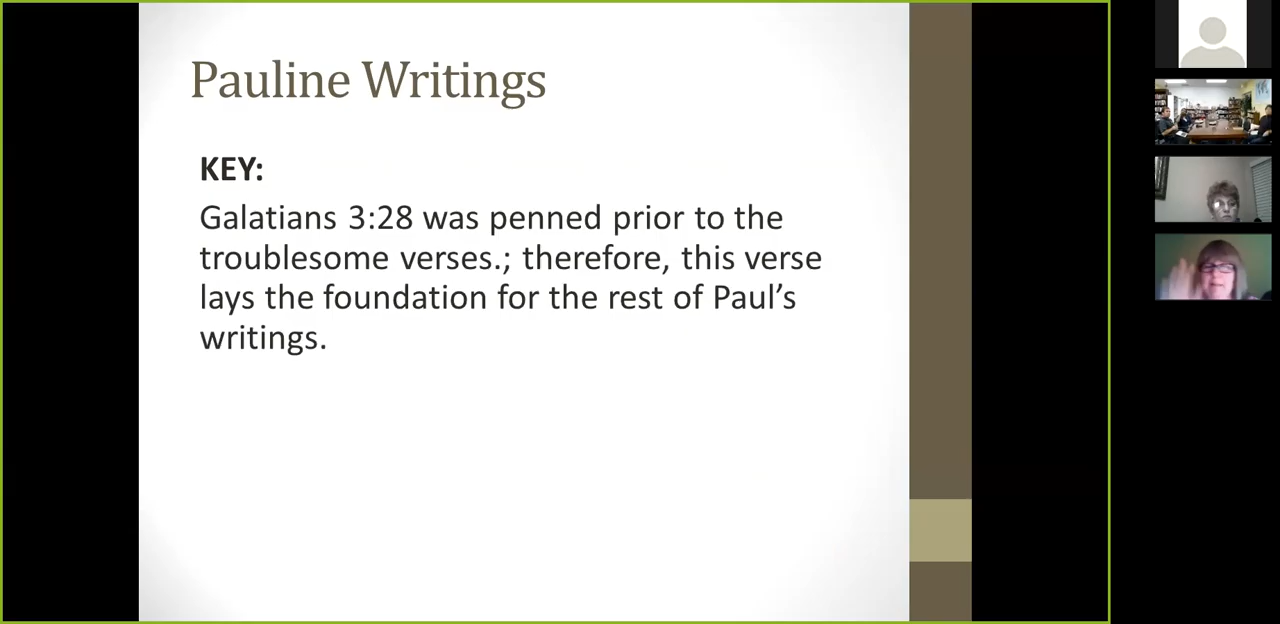 Pauline Writings
KEY:
Galatians 3:28 was penned prior to the
troublesome verses.; therefore, this verse
lays the foundation for the rest of Paul’s
writings.